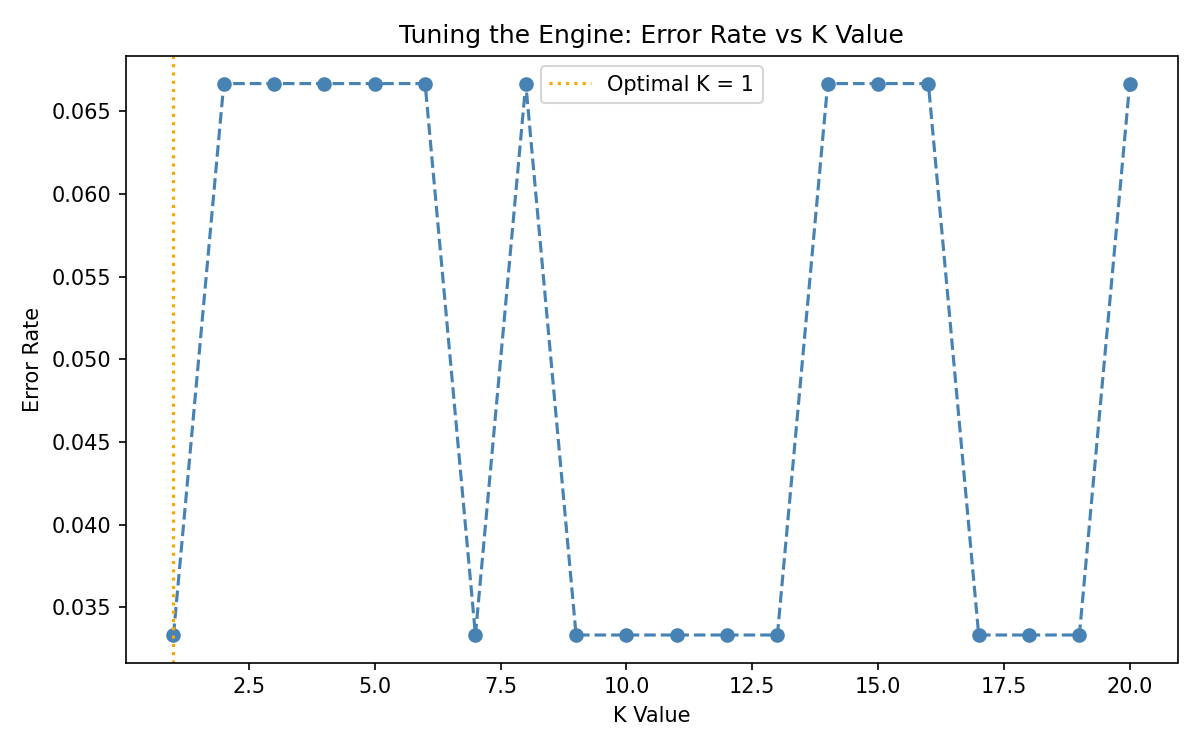 Tuning the Engine: Error Rate vs K Value
Optimal K = 1
0.065
0.060
0.055
0.050
0.045
0.040
0.035
Error Rate
2.5 5.0 7.5 10.0 12.5 15.0 17.5 20.0
K Value